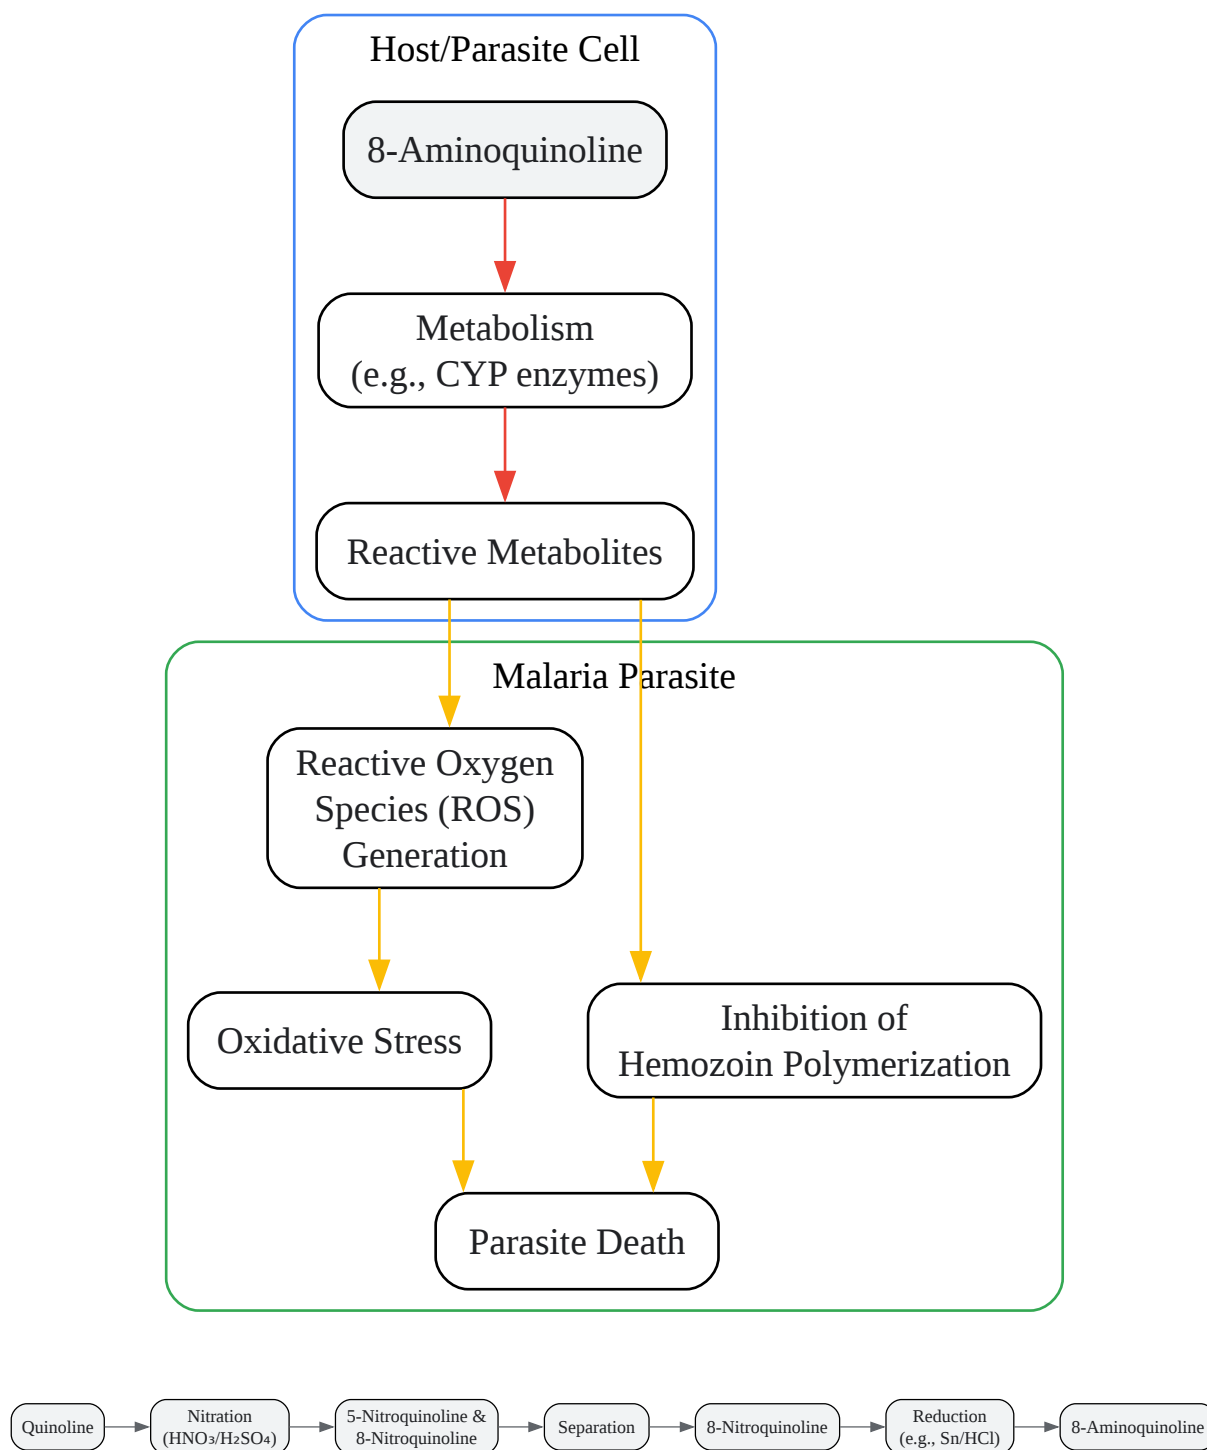 Host/Parasite Cell
8-Aminoquinoline
Metabolism
(e.g., CYP enzymes)
Reactive Metabolites
Malaria Parasite
Reactive Oxygen
Species (ROS)
Generation
Oxidative Stress
Inhibition of
Hemozoin Polymerization
Parasite Death
Quinoline
Nitration
(HNO₃/H₂SO₄)
5-Nitroquinoline &
8-Nitroquinoline
Separation
8-Nitroquinoline
Reduction
(e.g., Sn/HCl)
8-Aminoquinoline